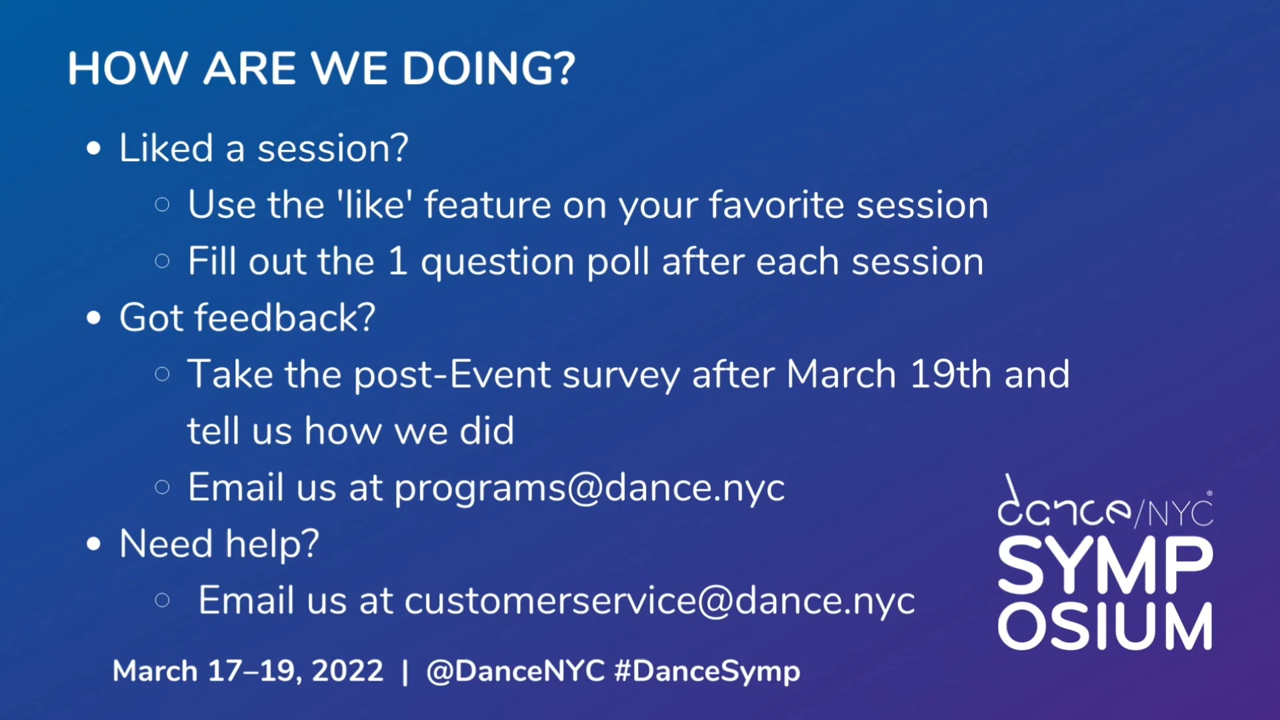 HOW ARE WE DOING?
• Liked a session?
○ Use the 'like' feature on your favorite session
○ Fill out the 1 question poll after each session
• Got feedback?
○ Take the post-Event survey after March 19th and
tell us how we did
○ Email us at programs@dance.nyc
• Need help?
○ Email us at customerservice@dance.nyc
dance/NYC®
SYMP
OSIUM
March 17–19, 2022 | @DanceNYC #DanceSymp